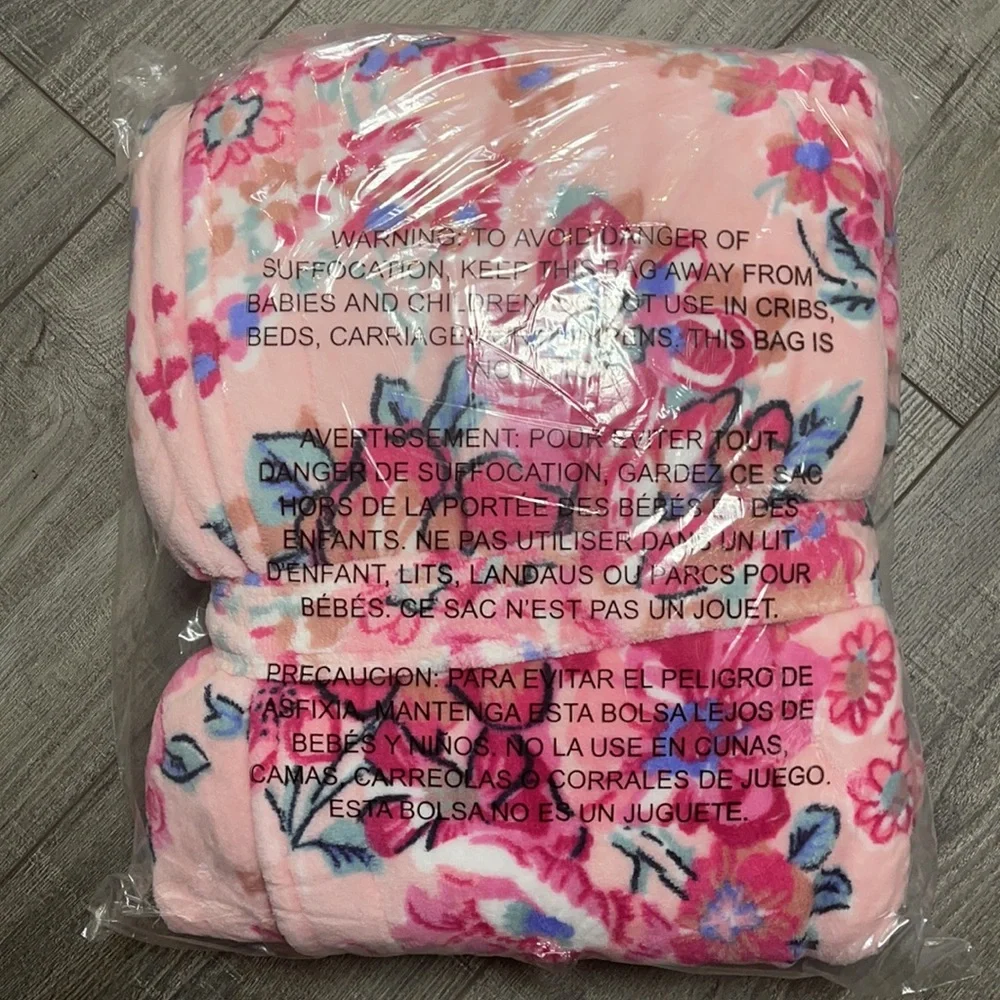 WARNING: TO AVOID DANGER OF
SUFFOCATION, KEEP THIS BAG AWAY FROM
BABIES AND CHILDREN. DO NOT USE IN CRIBS,
BEDS, CARRIAGES OR PLAYPENS. THIS BAG IS
NOT
AVERTISSEMENT: POUR EVITER TOUT
DANGER DE SUFFOCATION, GARDEZ CE SAC
HORS DE LA PORTEE DES BÉBÉS ET DES
ENFANTS. NE PAS UTILISER DANS UN LIT
D'ENFANT, LITS, LANDAUS OU PARCS POUR
BÉBÉS. CE SAC N'EST PAS UN JOUET.
PRECAUCION: PARA EVITAR EL PELIGRO DE
ASFIXIA, MANTENGA ESTA BOLSA LEJOS DE
BEBÉS Y NIÑOS, NO LA USE EN CUNAS,
CAMAS, CARREOLAS O CORRALES DE JUEGO.
ESTA BOLSA NO ES UN JUGUETE.